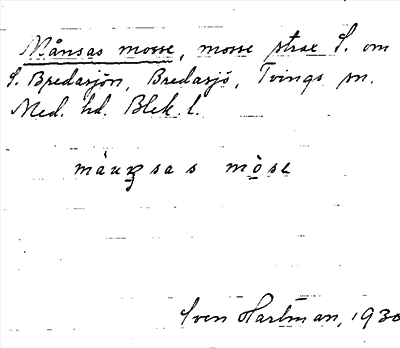 Månsas mosse, mosse strax S. om
S. Bredasjön, Bredasjö, Tvings sn.
Med. hd. Blek. l.
Sven Hartman, 1930